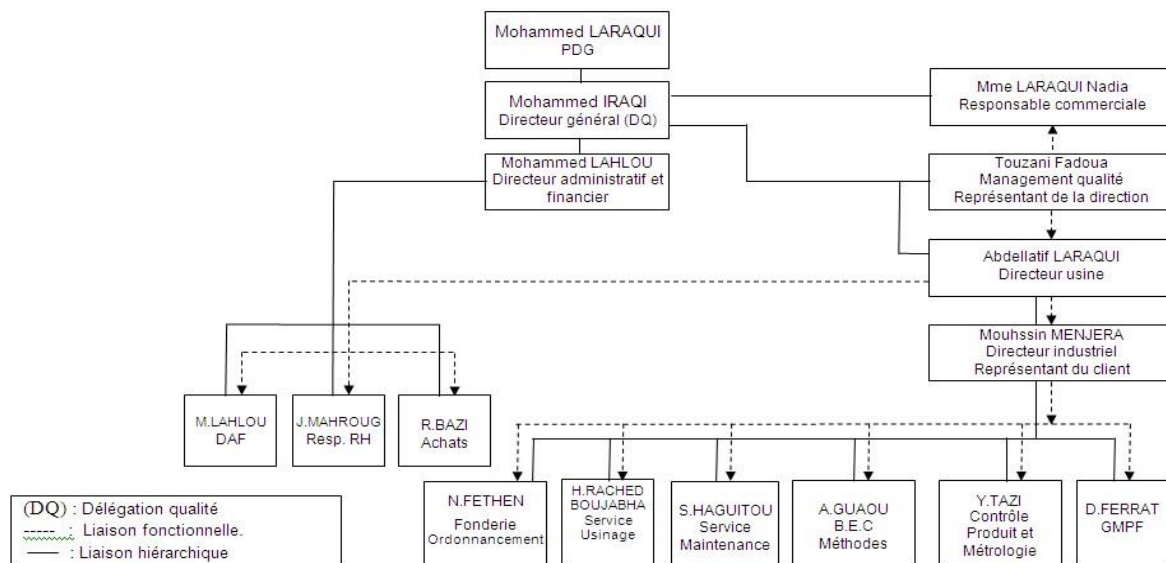 Mohammed LARAQUI
PDG
Mohammed IRAQI
Directeur général (DQ)
Mme LARAQUI Nadia
Responsable commerciale
Mohammed LAHLOU
Directeur administratif et
financier
Touzani Fadoua
Management qualité
Représentant de la direction
Abdellatif LARAQUI
Directeur usine
Mouhssin MENJERA
Directeur industriel
Représentant du client
M.LAHLOU
DAF
J.MAHROUG
Resp. RH
R.BAZI
Achats
N.FETHEN
Fonderie
Ordonnancement
H.RACHED
BOUJABHA
Service
Usinage
S.HAGUITOU
Service
Maintenance
A.GUAOU
B.E.C
Méthodes
Y.TAZI
Contrôle
Produit et
Métrologie
D.FERRAT
GMPF
(DQ) : Délégation qualité
----- : Liaison fonctionnelle.
—— : Liaison hiérarchique